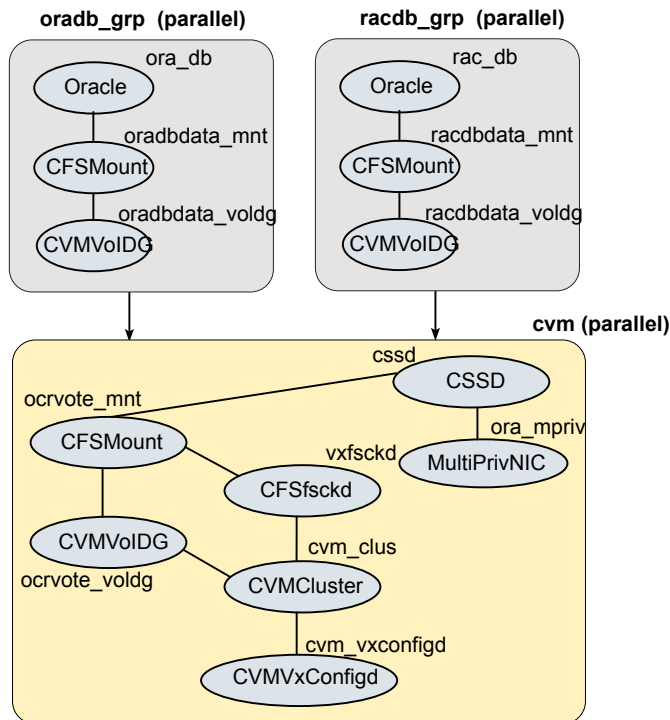 oradb_grp (parallel)
racdb_grp (parallel)
ora_db
Oracle
oradbdata_mnt
CFSMount
oradbdata_voldg
CVMVolDG
rac_db
Oracle
racdbdata_mnt
CFSMount
racdbdata_voldg
CVMVolDG
cvm (parallel)
cssd
CSSD
ocrvote_mnt
CFSMount
ora_mpriv
MultiPrivNIC
vxfsckd
CFSfsckd
CVMVolDG
ocrvote_voldg
cvm_clus
CVMCluster
cvm_vxconfigd
CVMVxConfigd